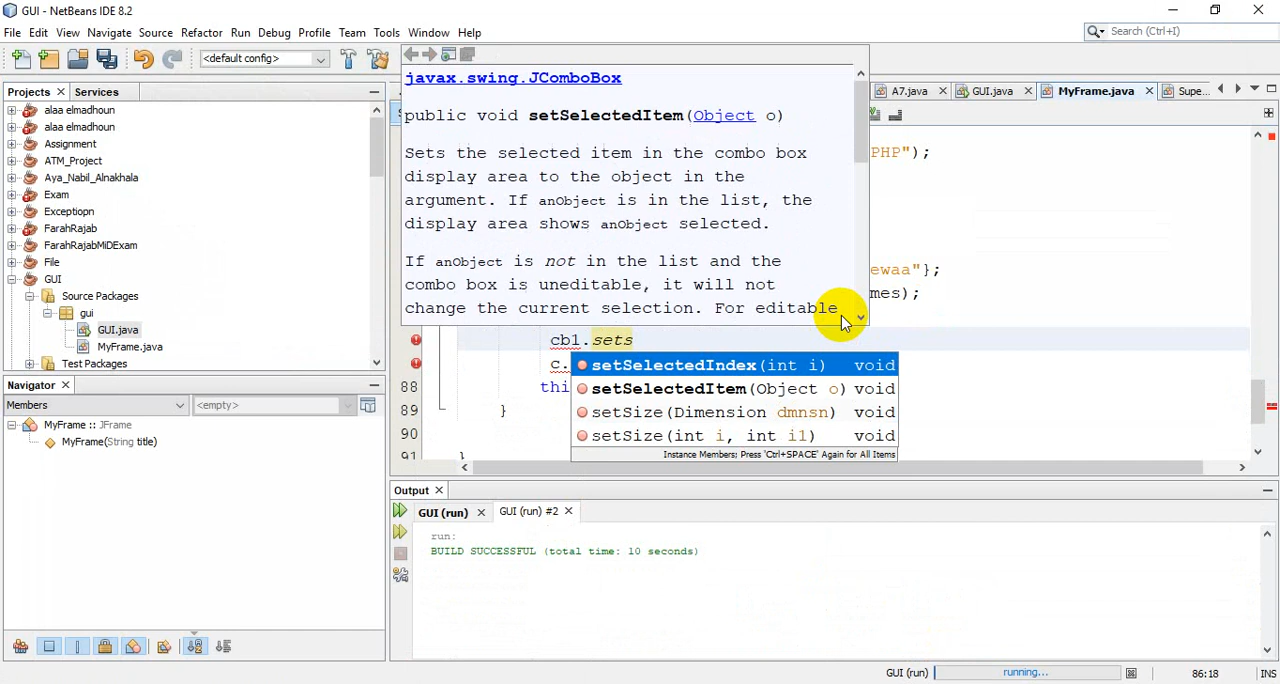 GUI - NetBeans IDE 8.2
File Edit View Navigate Source Refactor Run Debug Profile Team Tools Window Help
Search (Ctrl+I)
<default config>
Projects Services
alaa elmadhoun
alaa elmadhoun
Assignment
ATM_Project
Aya_Nabil_Alnakhala
Exam
Exceptiopn
FarahRajab
FarahRajabMiDExam
File
GUI
Source Packages
gui
GUI.java
MyFrame.java
Test Packages
Navigator
Members
<empty>
MyFrame :: JFrame
MyFrame(String title)
A7.java GUI.java MyFrame.java Supe...
javax.swing.JComboBox
public void setSelectedItem(Object o)
Sets the selected item in the combo box
display area to the object in the
argument. If anObject is in the list, the
display area shows anObject selected.
If anObject is not in the list and the
combo box is uneditable, it will not
change the current selection. For editable
PHP");
ewaa"};
mes);
cb1.sets
c.
88 thi
89 }
90
91 }
setSelectedIndex(int i) void
setSelectedItem(Object o) void
setSize(Dimension dmnsn) void
setSize(int i, int i1) void
Instance Members; Press 'Ctrl+SPACE' Again for All Items
Output
GUI (run) GUI (run) #2
run:
BUILD SUCCESSFUL (total time: 10 seconds)
GUI (run) running... 86:18 INS